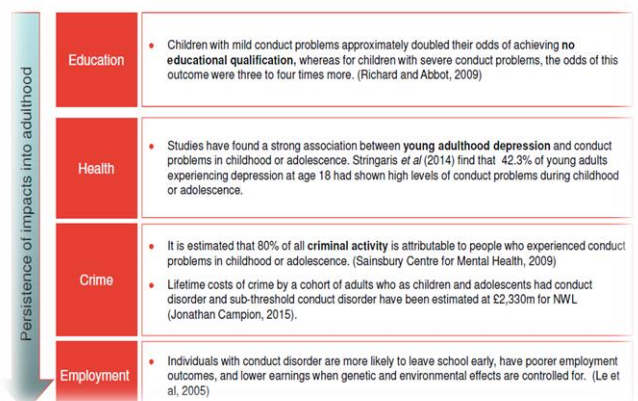 Persistence of impacts into adulthood
Education
• Children with mild conduct problems approximately doubled their odds of achieving no
educational qualification, whereas for children with severe conduct problems, the odds of this
outcome were three to four times more. (Richard and Abbot, 2009)
Health
• Studies have found a strong association between young adulthood depression and conduct
problems in childhood or adolescence. Stringaris et al (2014) find that 42.3% of young adults
experiencing depression at age 18 had shown high levels of conduct problems during childhood
or adolescence.
Crime
• It is estimated that 80% of all criminal activity is attributable to people who experienced conduct
problems in childhood or adolescence. (Sainsbury Centre for Mental Health, 2009)
• Lifetime costs of crime by a cohort of adults who as children and adolescents had conduct
disorder and sub-threshold conduct disorder have been estimated at £2,330m for NWL
(Jonathan Campion, 2015).
Employment
• Individuals with conduct disorder are more likely to leave school early, have poorer employment
outcomes, and lower earnings when genetic and environmental effects are controlled for. (Le et
al, 2005)